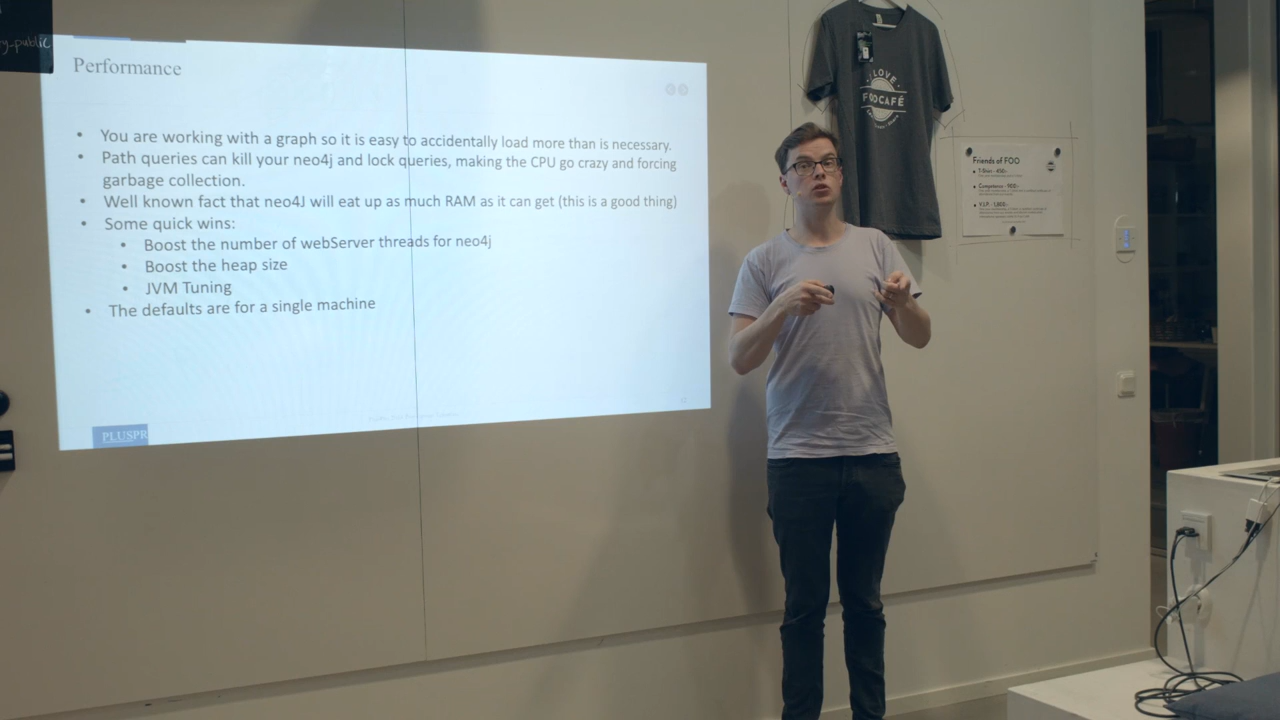 y_public
Performance
• You are working with a graph so it is easy to accidentally load more than is necessary.
• Path queries can kill your neo4j and lock queries, making the CPU go crazy and forcing
garbage collection.
• Well known fact that neo4J will eat up as much RAM as it can get (this is a good thing)
• Some quick wins:
• Boost the number of webServer threads for neo4j
• Boost the heap size
• JVM Tuning
• The defaults are for a single machine
PLUSPR
I LOVE
FOOCAFÉ
Friends of FOO